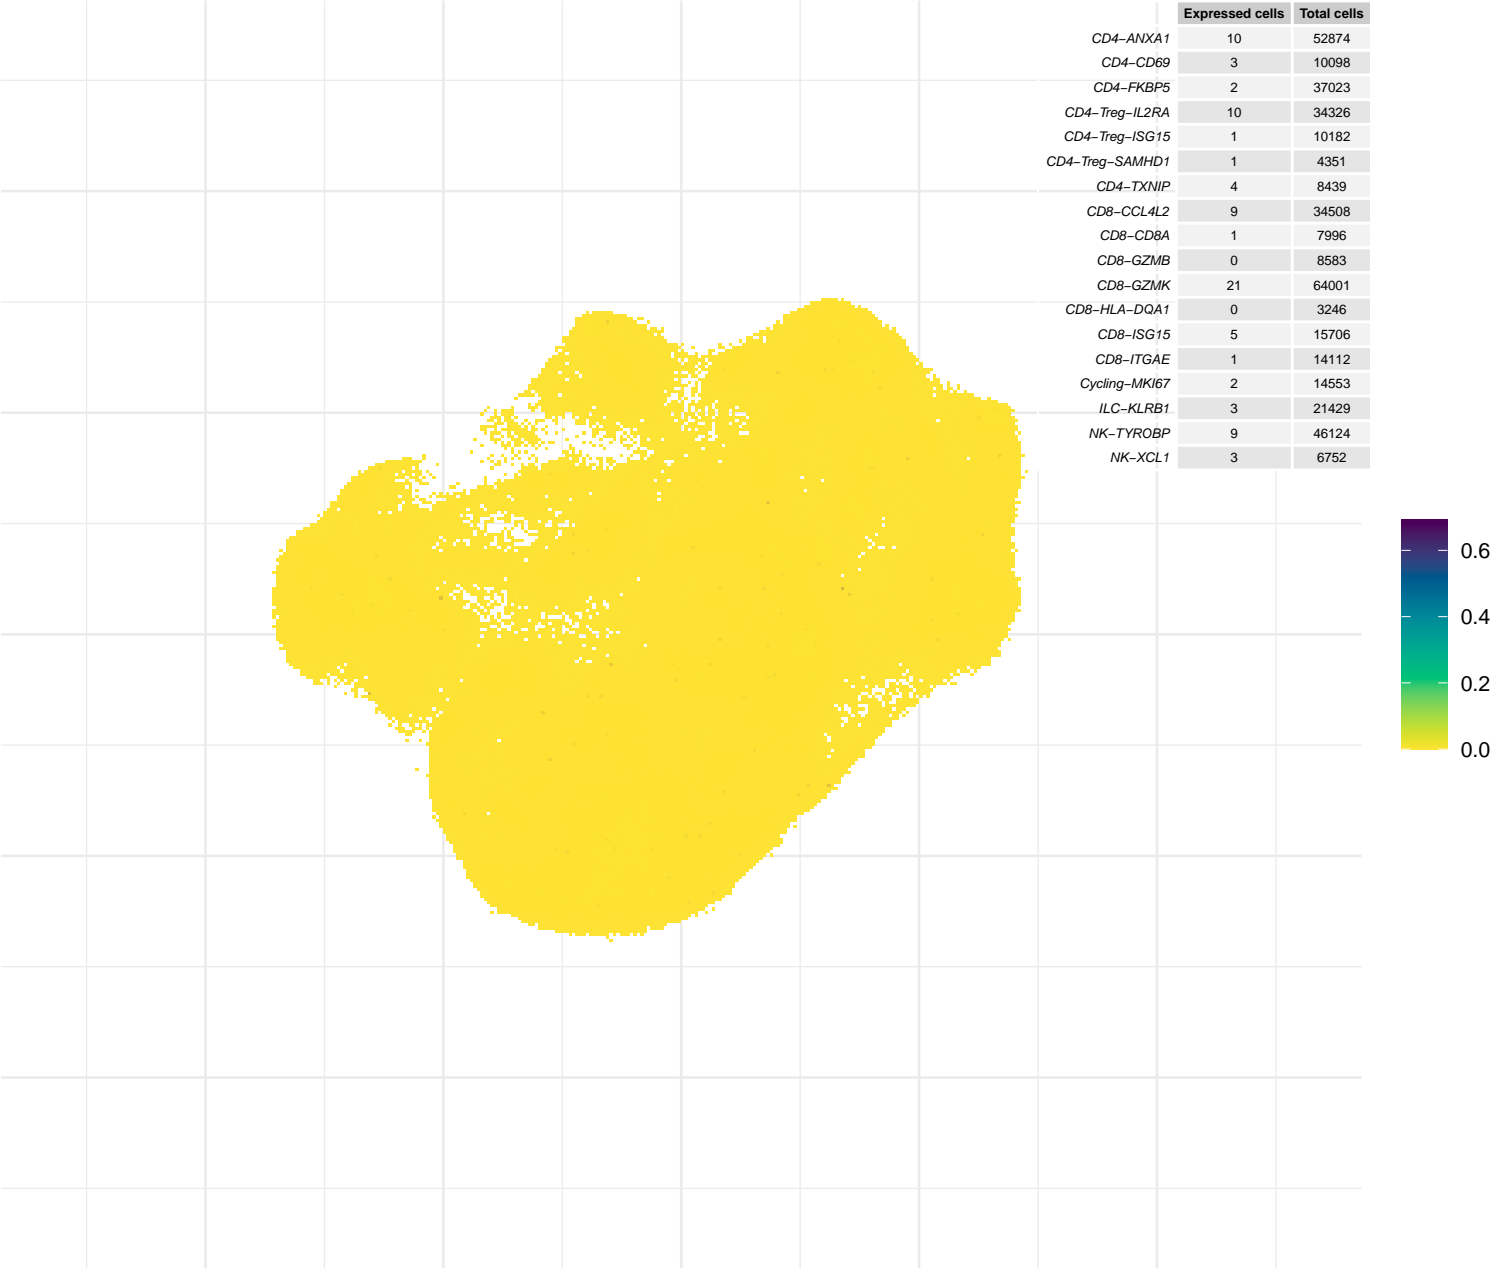 Expressed cells Total cells
CD4−ANXA1 10 52874
CD4−CD69 3 10098
CD4−FKBP5 2 37023
CD4−Treg−IL2RA 10 34326
CD4−Treg−ISG15 1 10182
CD4−Treg−SAMHD1 1 4351
CD4−TXNIP 4 8439
CD8−CCL4L2 9 34508
CD8−CD8A 1 7996
CD8−GZMB 0 8583
CD8−GZMK 21 64001
CD8−HLA−DQA1 0 3246
CD8−ISG15 5 15706
CD8−ITGAE 1 14112
Cycling−MKI67 2 14553
ILC−KLRB1 3 21429
NK−TYROBP 9 46124
NK−XCL1 3 6752
0.6
0.4
0.2
0.0